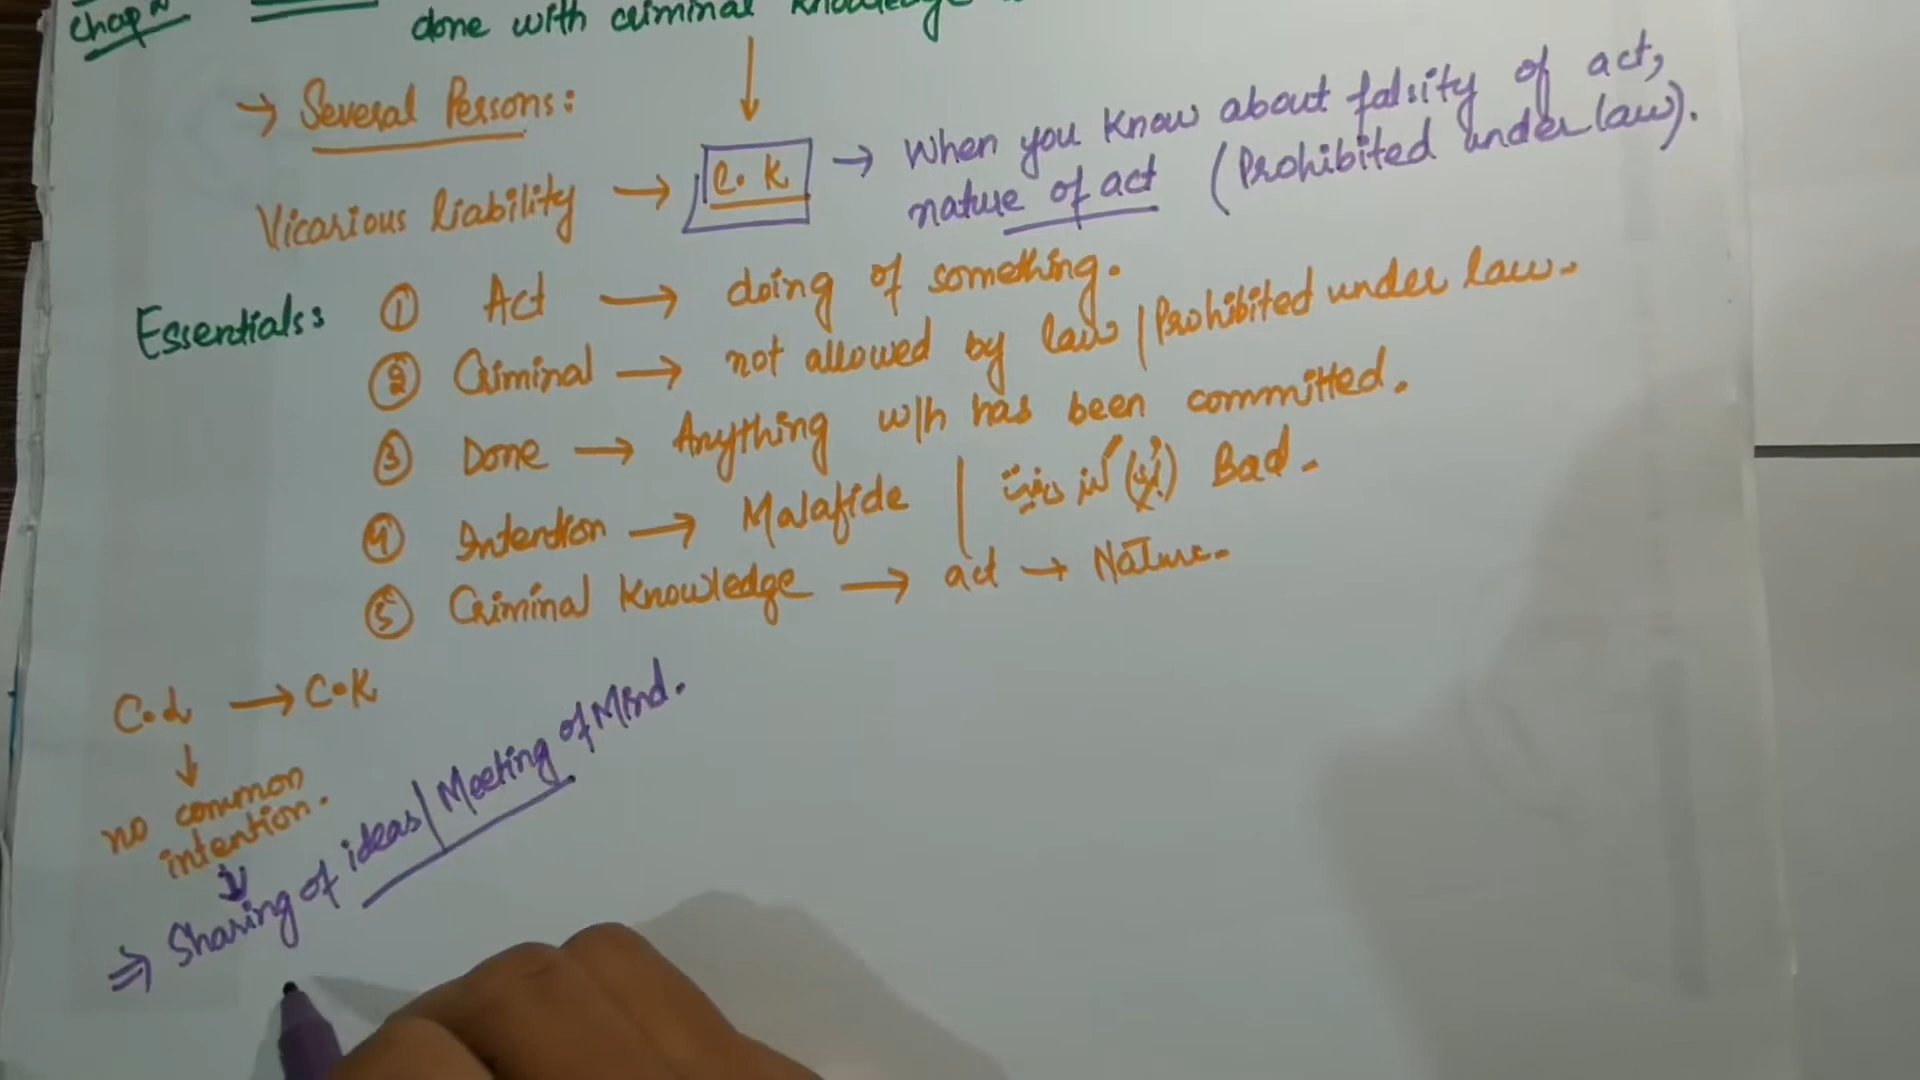 Chap
done with criminal knowledge
→ Several Persons:
Vicarious liability → C.K → When you know about falsity of act,
nature of act (Prohibited under law).
Essentials:
① Act → doing of something.
② Criminal → not allowed by law | Prohibited under law.
③ Done → Anything w/h has been committed.
④ Intention → Malafide | Bad.
⑤ Criminal Knowledge → act → Nature.
→ C.K
↓
no common
intention.
↓
⇒ Sharing of ideas | Meeting of Mind.